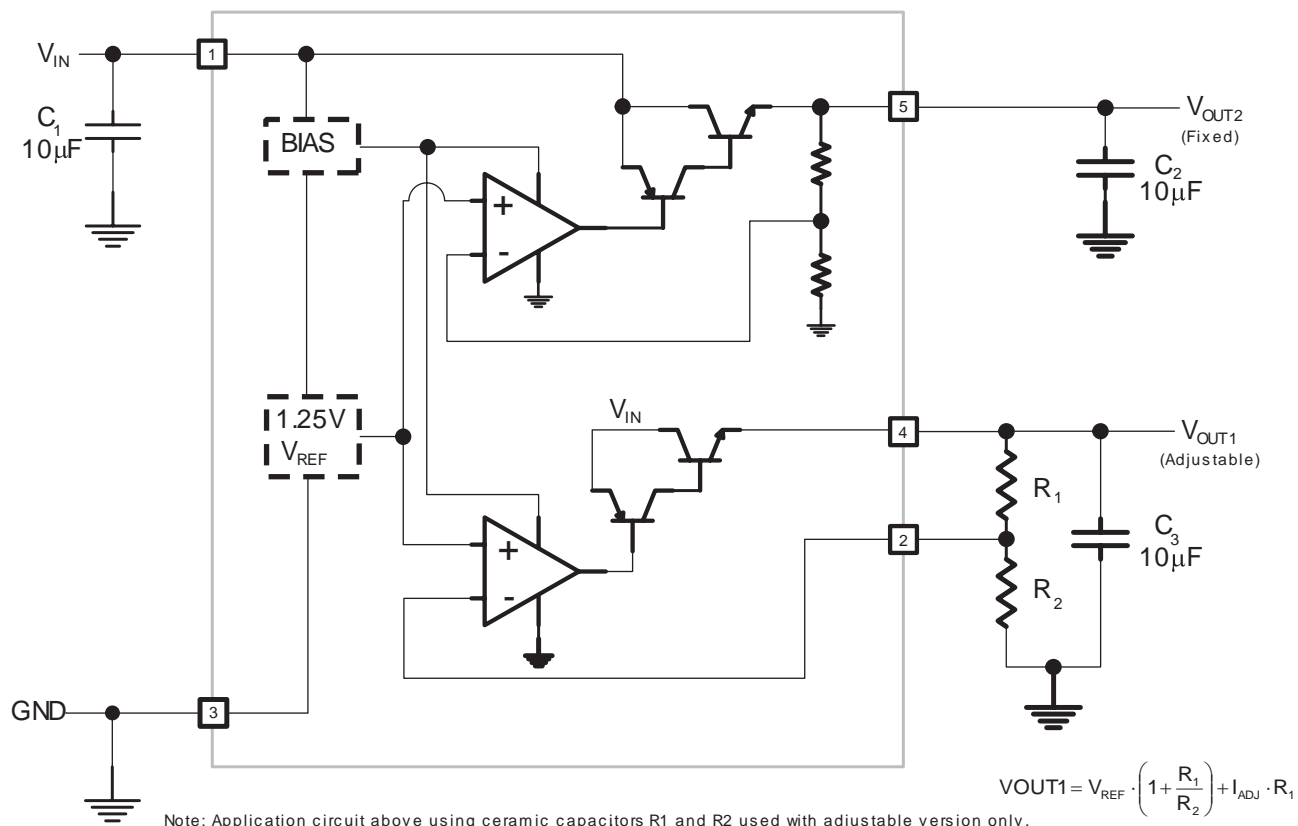 V_IN
1
C_1
10µF
BIAS
+
-
5
V_OUT2
(Fixed)
C_2
10µF
1.25V
V_REF
V_IN
4
V_OUT1
(Adjustable)
R_1
2
C_3
10µF
+
-
R_2
GND
3
VOUT1 = V_REF · (1 + R_1/R_2) + I_ADJ · R_1
Note: Application circuit above using ceramic capacitors R1 and R2 used with adjustable version only.